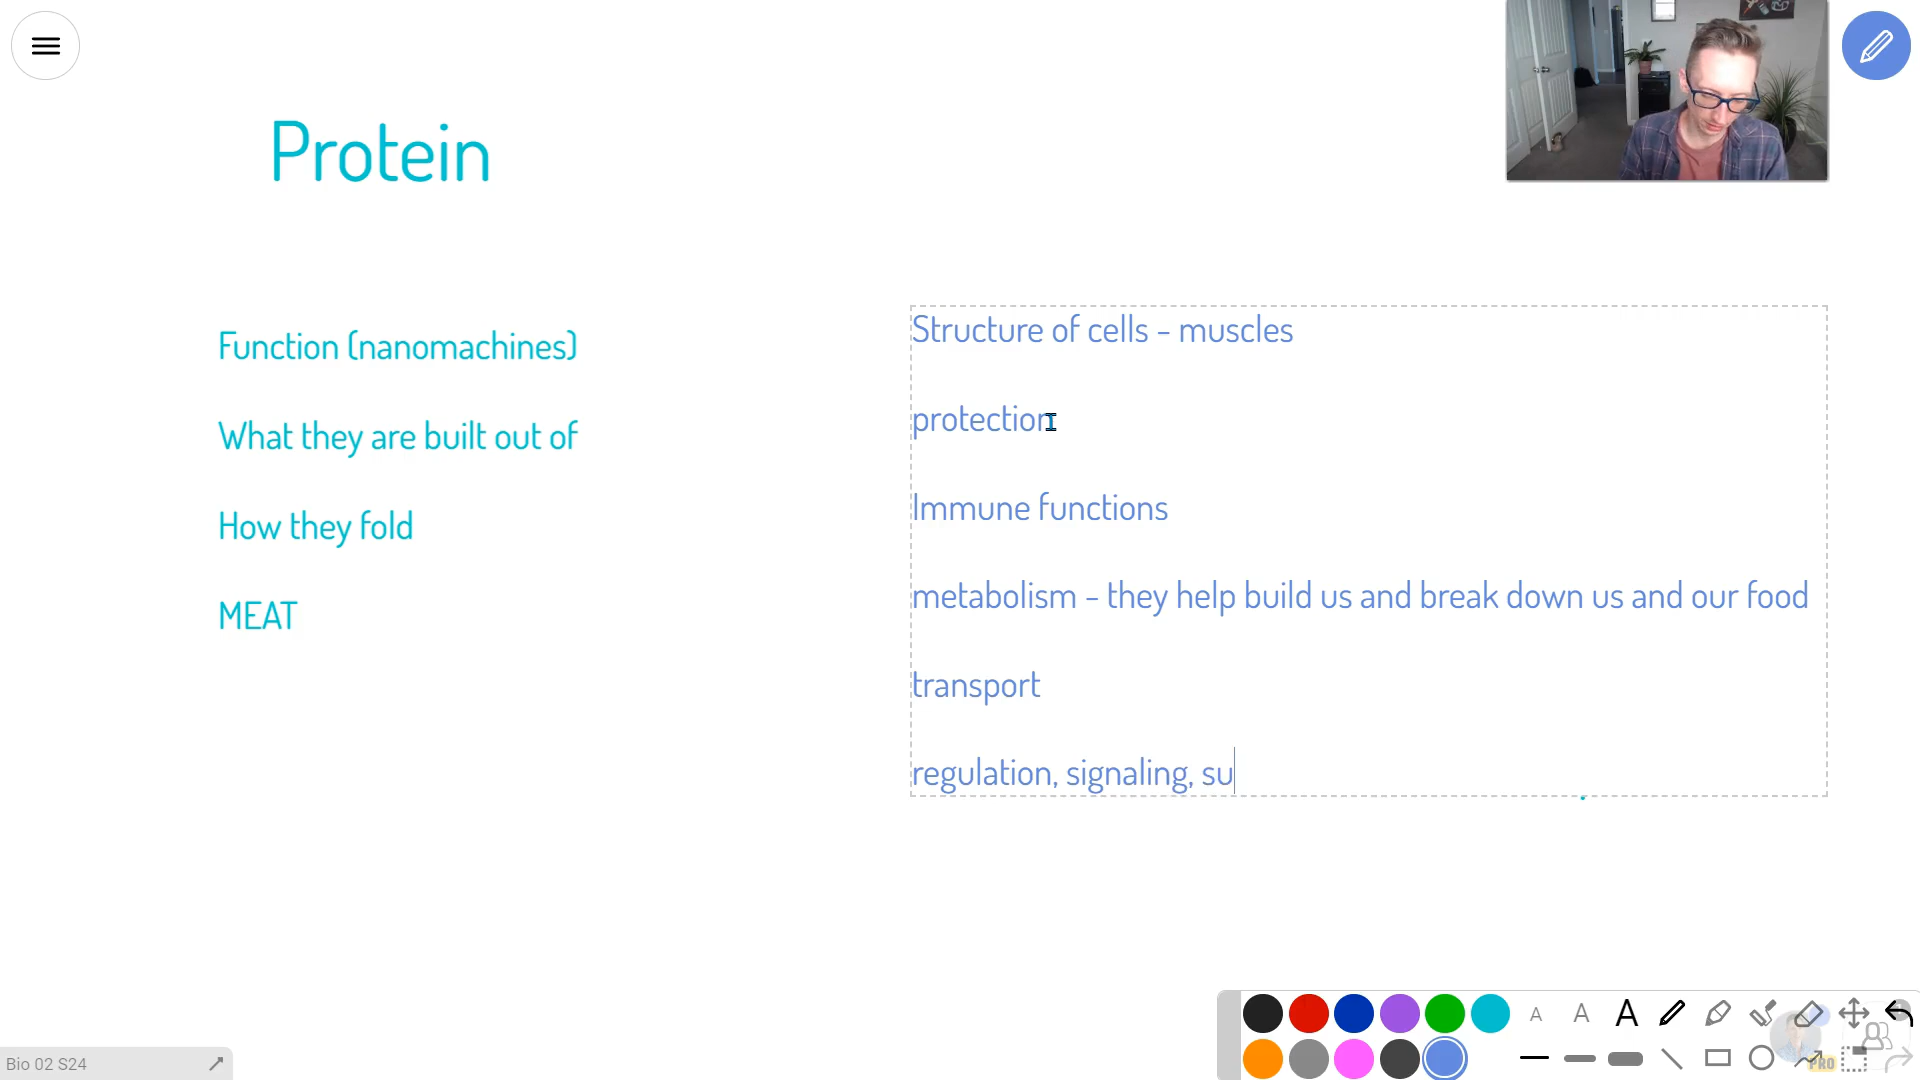 Protein
Function (nanomachines)
What they are built out of
How they fold
MEAT
Structure of cells - muscles
protection
Immune functions
metabolism - they help build us and break down us and our food
transport
regulation, signaling, su
Bio 02 S24
A A A
PRO